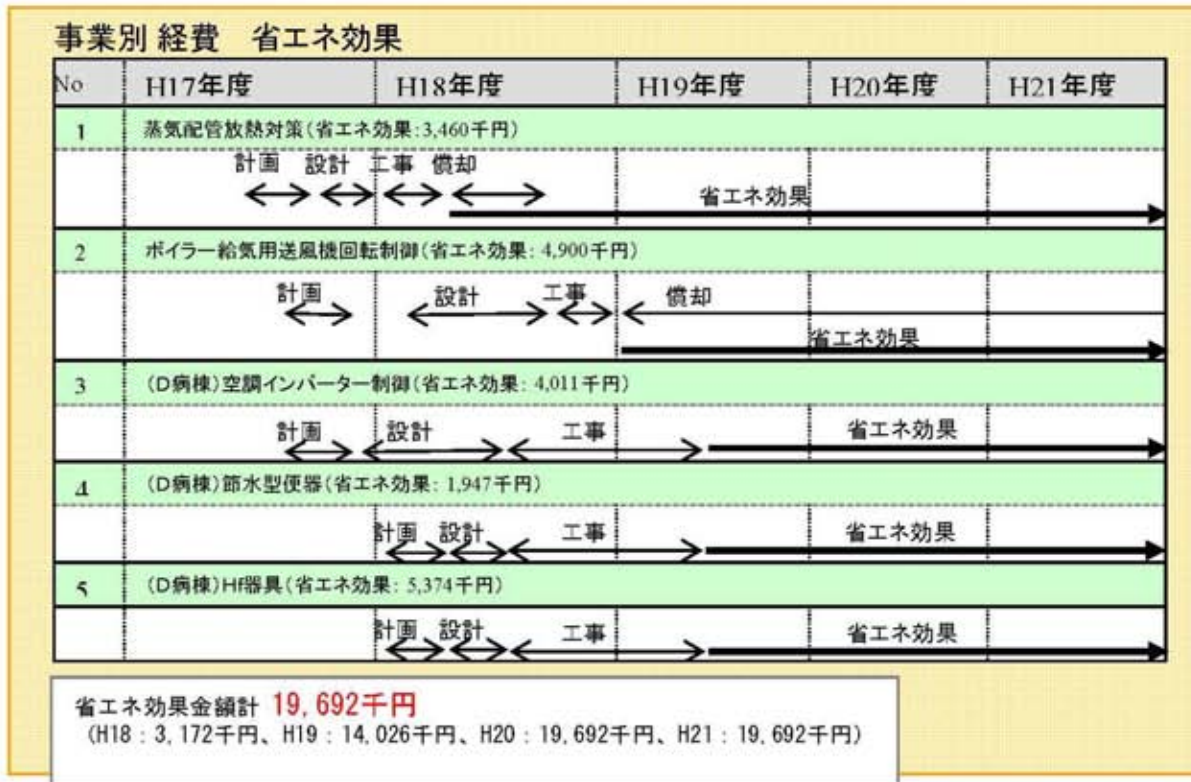 事業別 経費　省エネ効果
No H17年度 H18年度 H19年度 H20年度 H21年度
1 蒸気配管放熱対策(省エネ効果:3,460千円)
計画 設計 工事 償却
省エネ効果
2 ボイラー給気用送風機回転制御(省エネ効果: 4,900千円)
計画 設計 工事 償却
省エネ効果
3 (D病棟)空調インバーター制御(省エネ効果: 4,011千円)
計画 設計 工事 省エネ効果
4 (D病棟)節水型便器(省エネ効果: 1,947千円)
計画 設計 工事 省エネ効果
5 (D病棟)Hf器具(省エネ効果: 5,374千円)
計画 設計 工事 省エネ効果
省エネ効果金額計 19,692千円
(H18：3,172千円、H19：14,026千円、H20：19,692千円、H21：19,692千円)